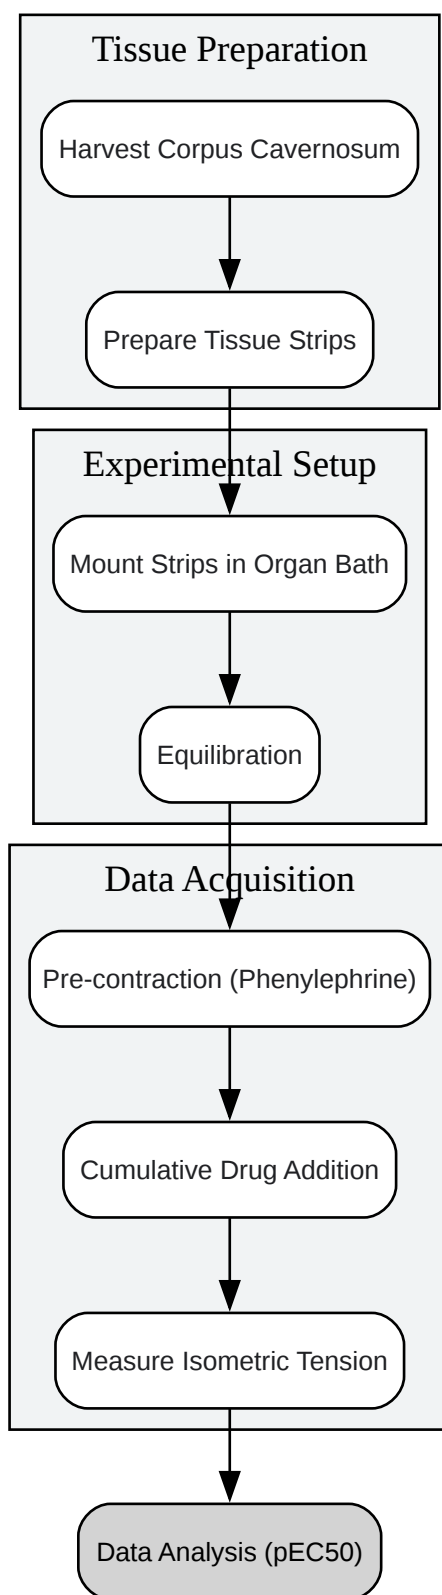 Tissue Preparation
Harvest Corpus Cavernosum
Prepare Tissue Strips
Experimental Setup
Mount Strips in Organ Bath
Equilibration
Data Acquisition
Pre-contraction (Phenylephrine)
Cumulative Drug Addition
Measure Isometric Tension
Data Analysis (pEC50)